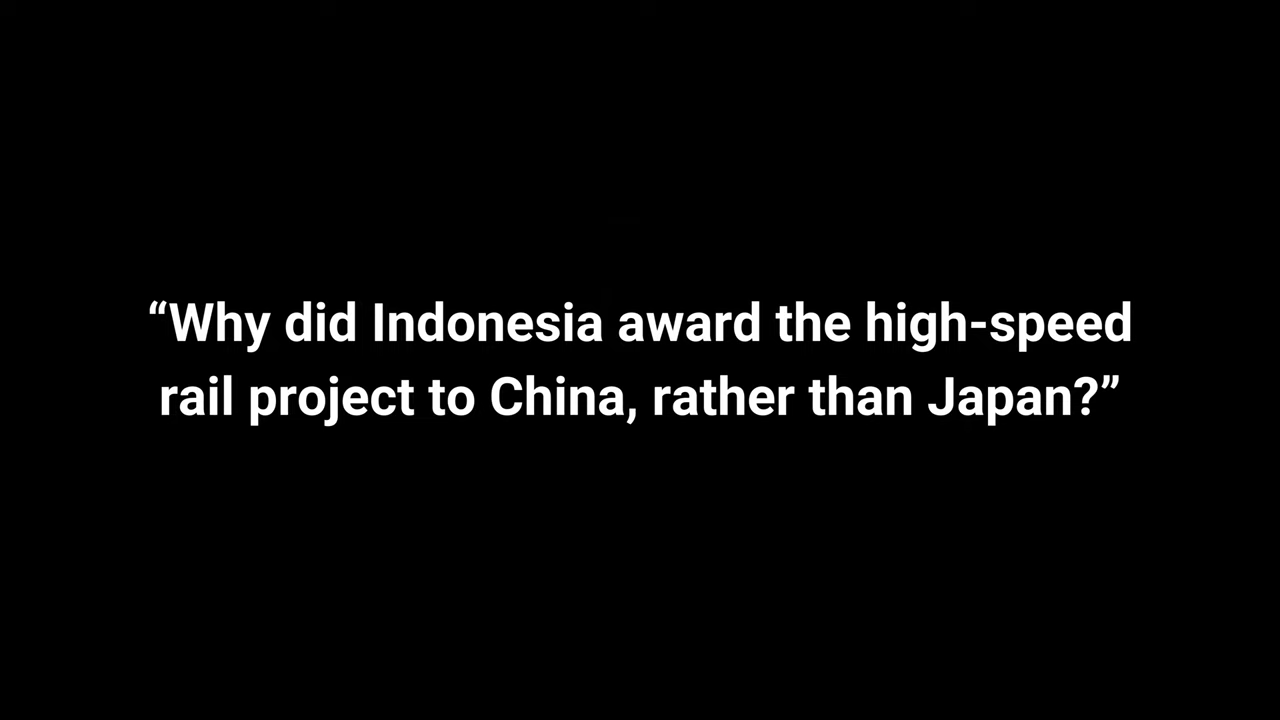 “Why did Indonesia award the high-speed
rail project to China, rather than Japan?”